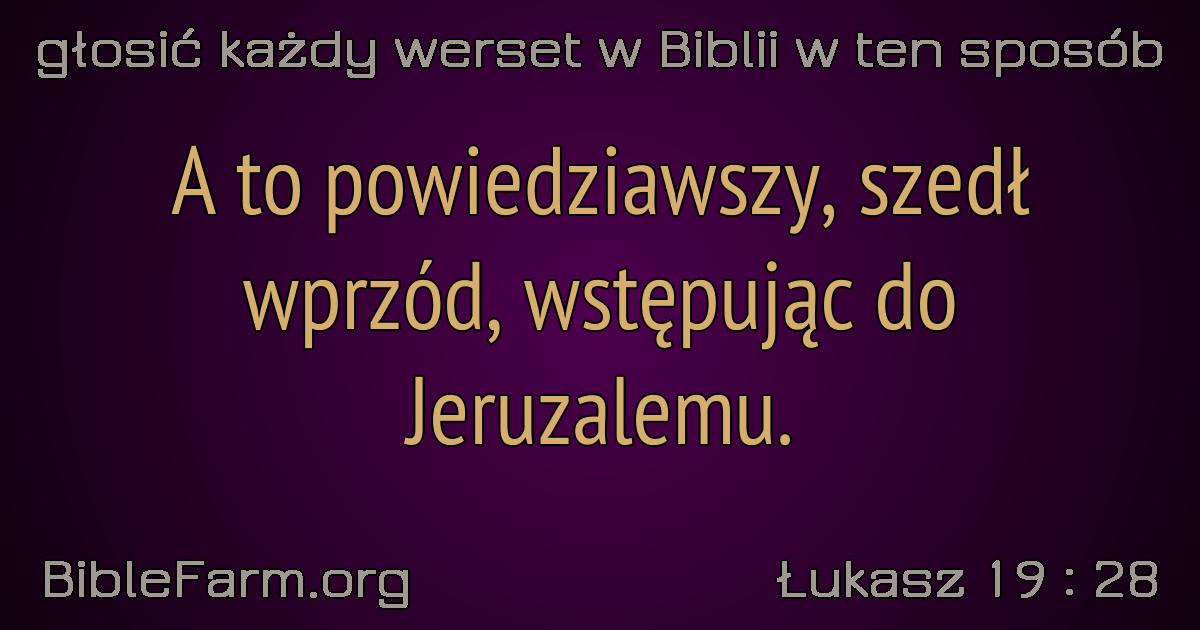 głosić każdy werset w Biblii w ten sposób
A to powiedziawszy, szedł
wprzód, wstępując do
Jeruzalemu.
BibleFarm.org
Łukasz 19 : 28